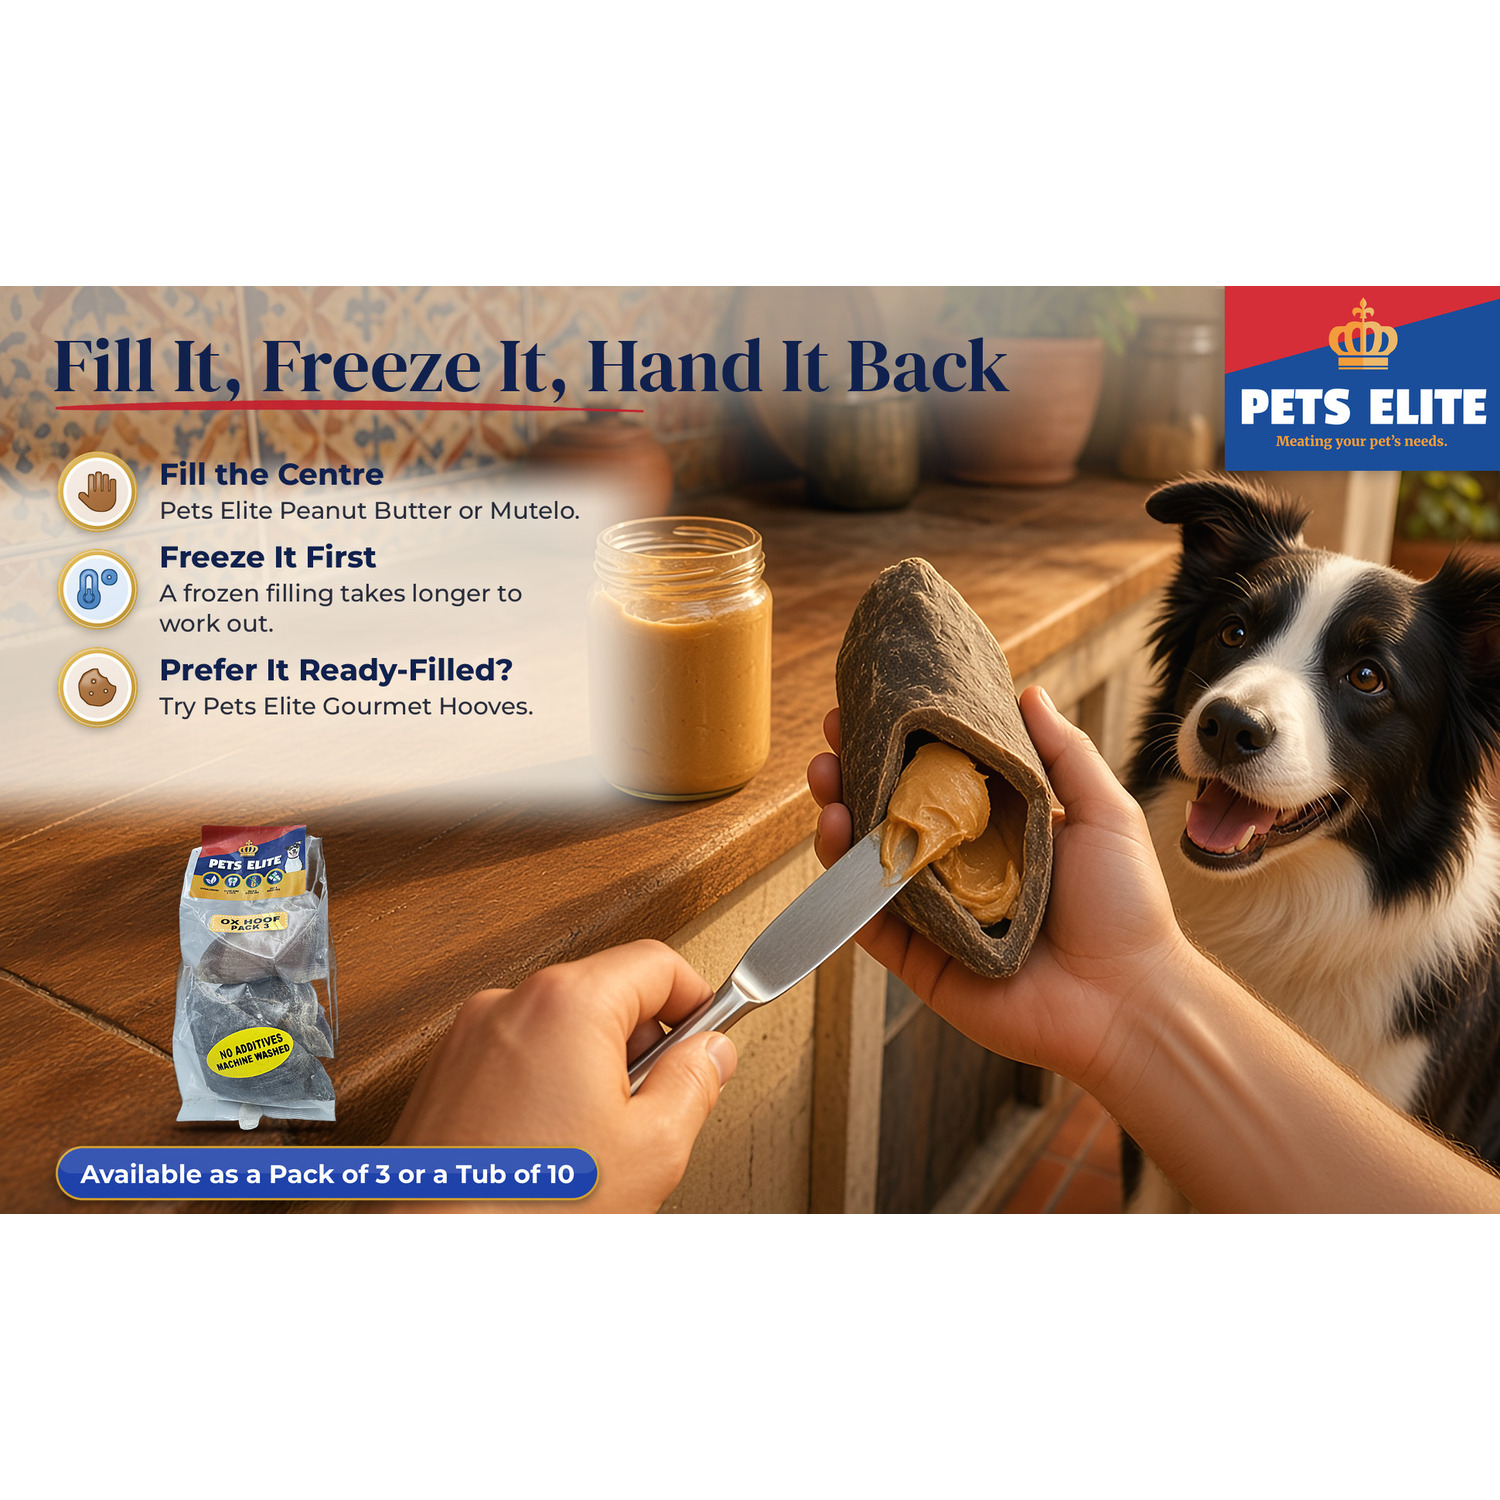 Fill It, Freeze It, Hand It Back
PETS ELITE
Meating your pet's needs.
Fill the Centre
Pets Elite Peanut Butter or Mutelo.
Freeze It First
A frozen filling takes longer to
work out.
Prefer It Ready-Filled?
Try Pets Elite Gourmet Hooves.
PETS ELITE
OX HOOF
PACK 3
NO ADDITIVES
MACHINE WASHED
Available as a Pack of 3 or a Tub of 10